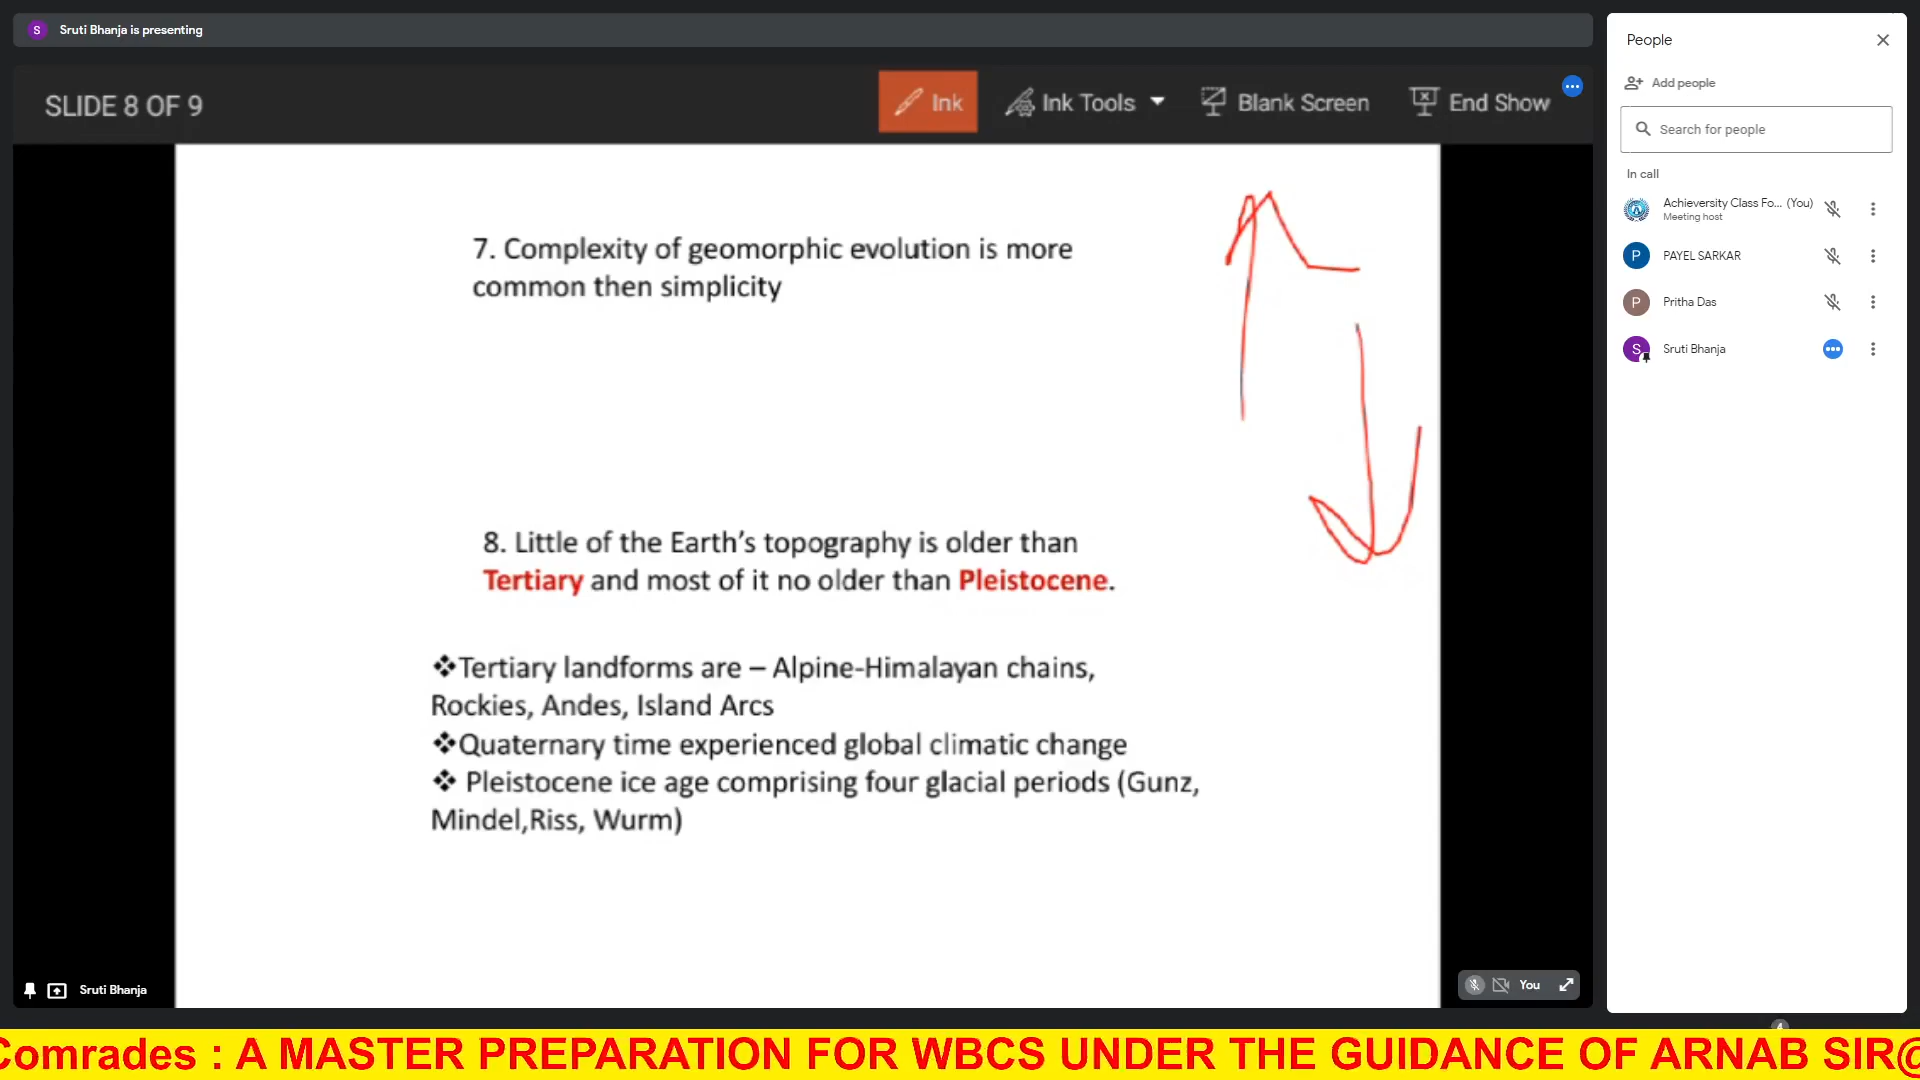 S Sruti Bhanja is presenting
SLIDE 8 OF 9
Ink
Ink Tools
Blank Screen
End Show
7. Complexity of geomorphic evolution is more
common then simplicity
8. Little of the Earth's topography is older than
Tertiary and most of it no older than Pleistocene.
❖Tertiary landforms are – Alpine-Himalayan chains,
Rockies, Andes, Island Arcs
❖Quaternary time experienced global climatic change
❖ Pleistocene ice age comprising four glacial periods (Gunz,
Mindel,Riss, Wurm)
Sruti Bhanja
You
People
Add people
Search for people
In call
Achieversity Class Fo... (You)
Meeting host
P PAYEL SARKAR
P Pritha Das
S Sruti Bhanja
4
Comrades : A MASTER PREPARATION FOR WBCS UNDER THE GUIDANCE OF ARNAB SIR@